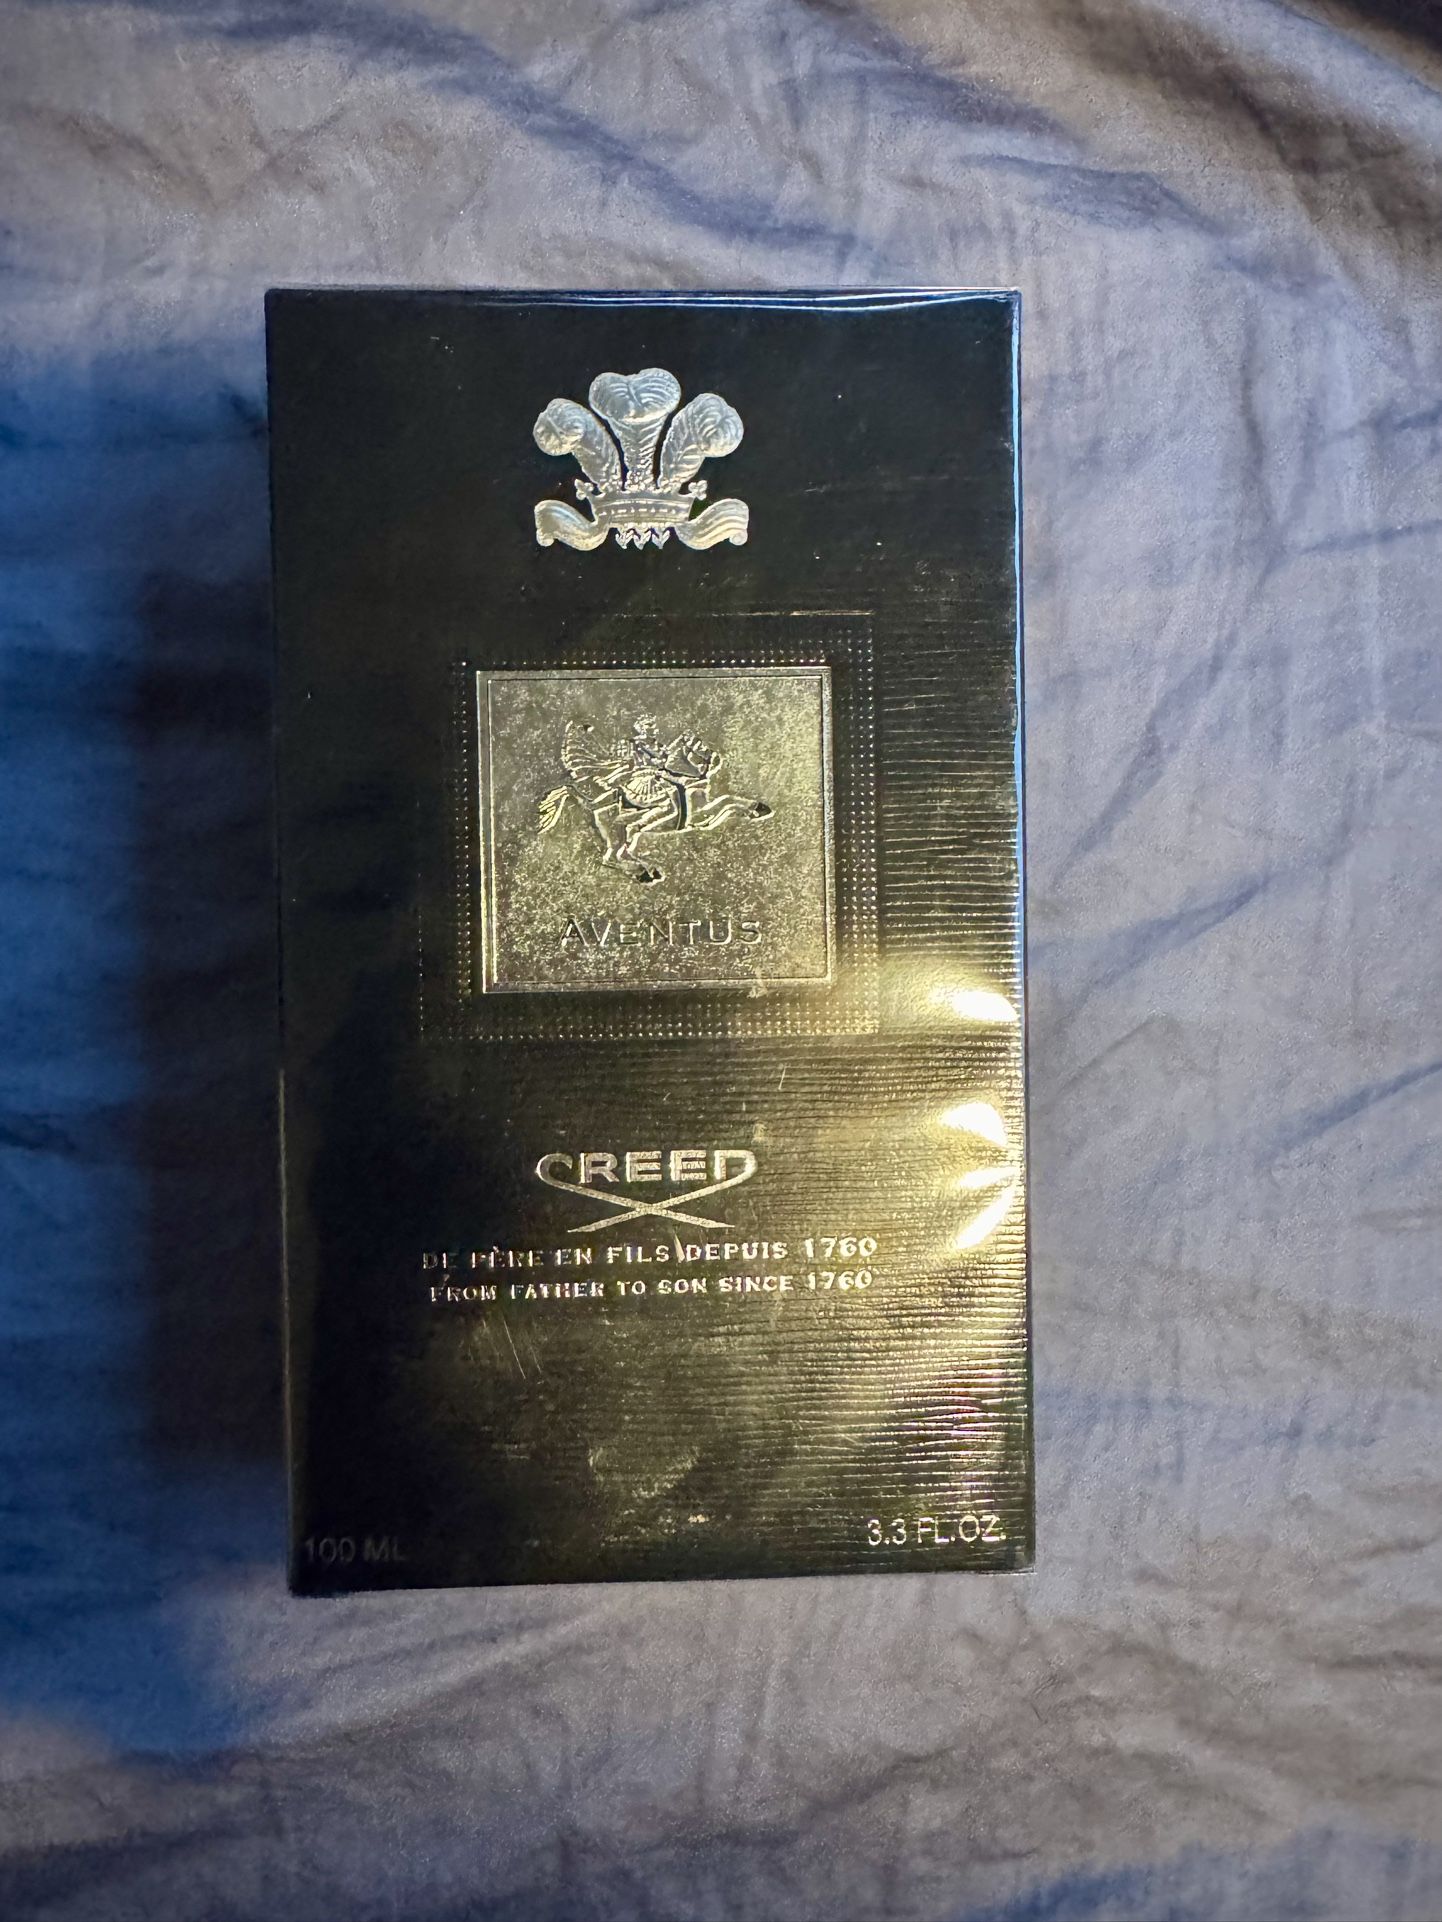 AVENTUS
CREED
DE PÈRE EN FILS DEPUIS 1760
FROM FATHER TO SON SINCE 1760
100 ML
3.3 FL.OZ.